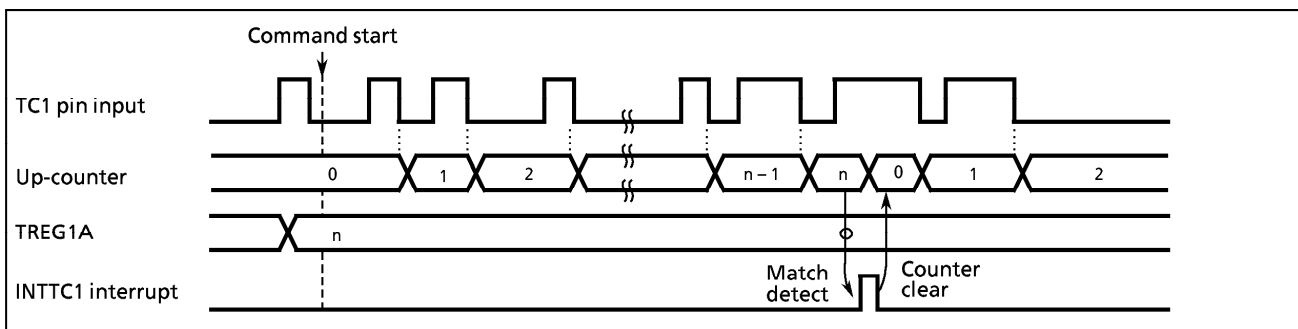 Command start
TC1 pin input
Up-counter
0
1
2
n – 1
n
0
1
2
TREG1A
n
Match
detect
Counter
clear
INTTC1 interrupt